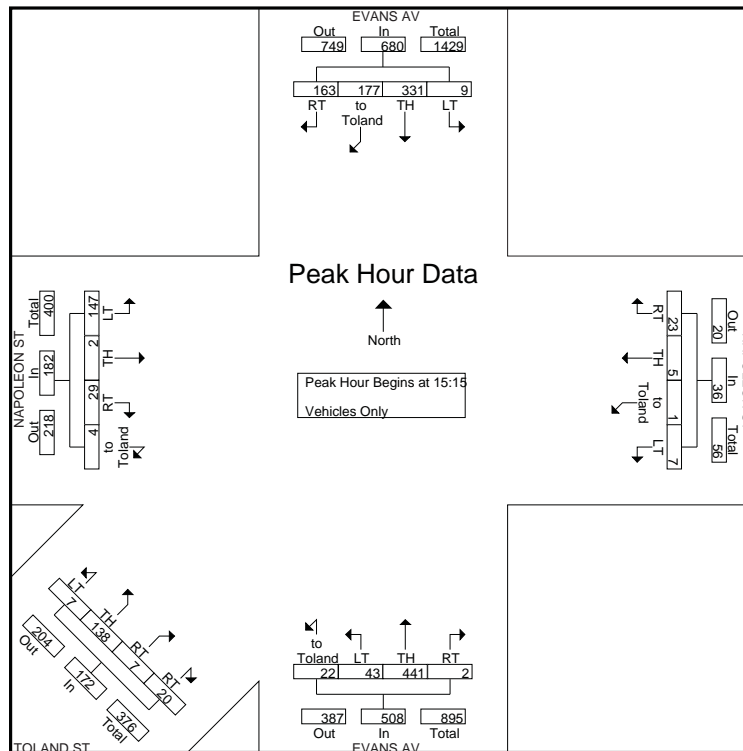 EVANS AV
Out In Total
749 680 1429
163 177 331 9
RT to Toland TH LT
Peak Hour Data
North
Peak Hour Begins at 15:15
Vehicles Only
NAPOLEON ST
Total In Out
400 182 218
147 2 29 4
LT TH RT to Toland
RT TH to Toland LT
23 5 1 7
Out In Total
20 36 56
LT TH RT RT
7 138 7 20
204 172 376
Out In Total
TOLAND ST
to Toland LT TH RT
22 43 441 2
387 508 895
Out In Total
EVANS AV